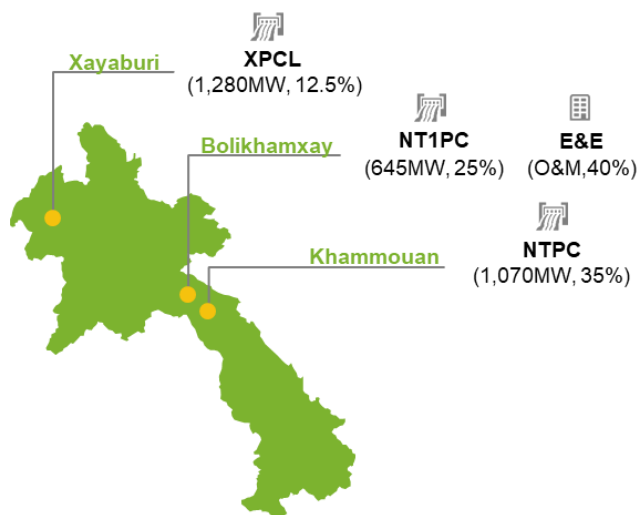 Xayaburi
XPCL
(1,280MW, 12.5%)
Bolikhamxay
NT1PC
(645MW, 25%)
E&E
(O&M,40%)
Khammouan
NTPC
(1,070MW, 35%)